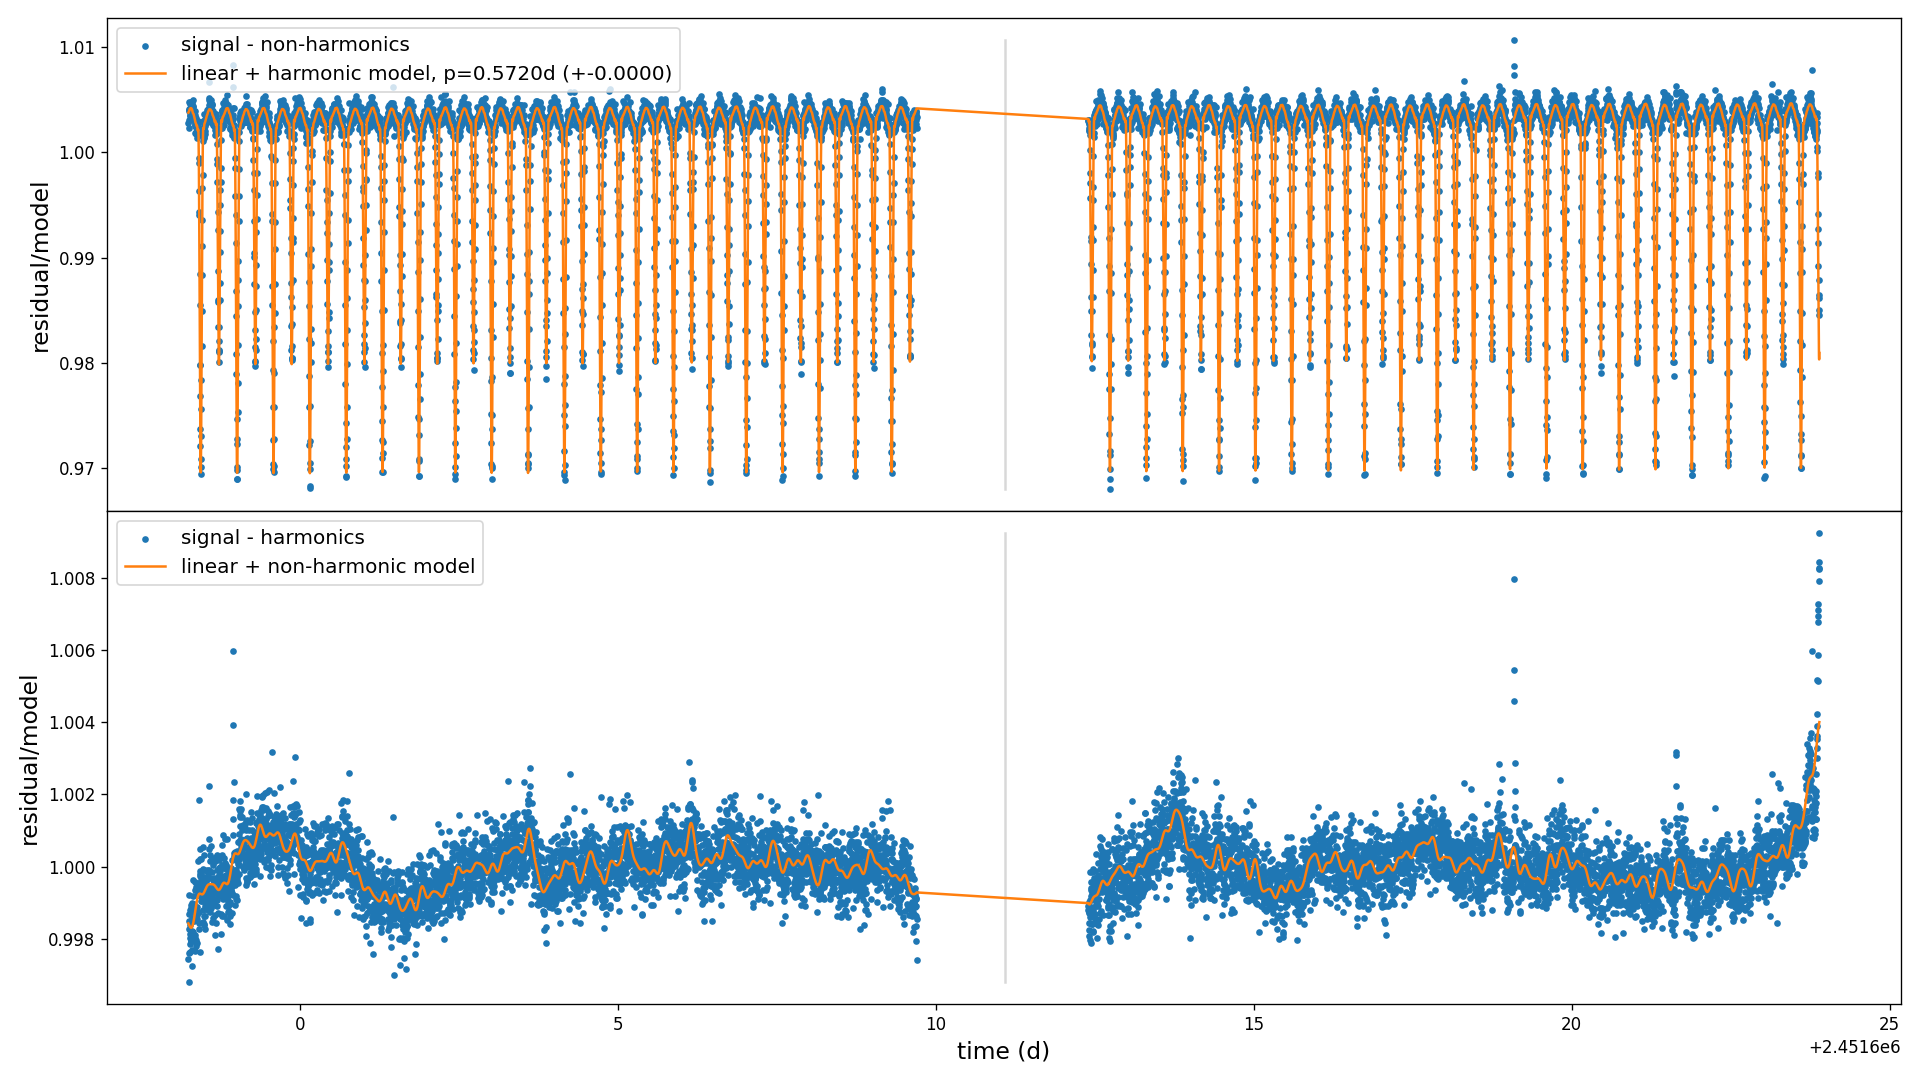 signal - non-harmonics
linear + harmonic model, p=0.5720d (+-0.0000)
1.01
1.00
0.99
0.98
0.97
residual/model
signal - harmonics
linear + non-harmonic model
1.008
1.006
1.004
1.002
1.000
0.998
residual/model
0
5
10
15
20
25
time (d)
+2.4516e6